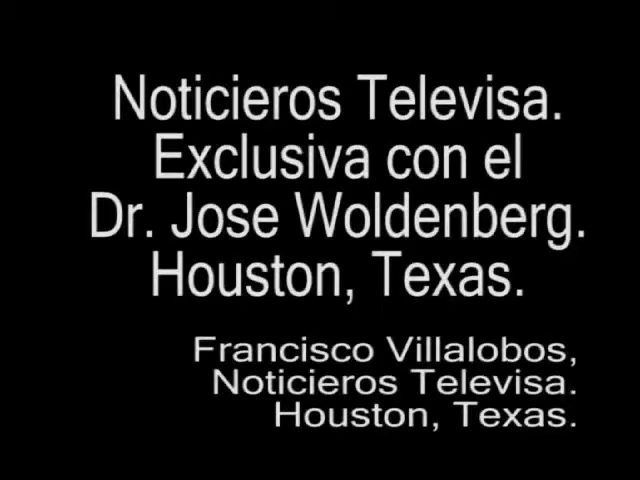 Noticieros Televisa.
Exclusiva con el
Dr. Jose Woldenberg.
Houston, Texas.
Francisco Villalobos,
Noticieros Televisa.
Houston, Texas.